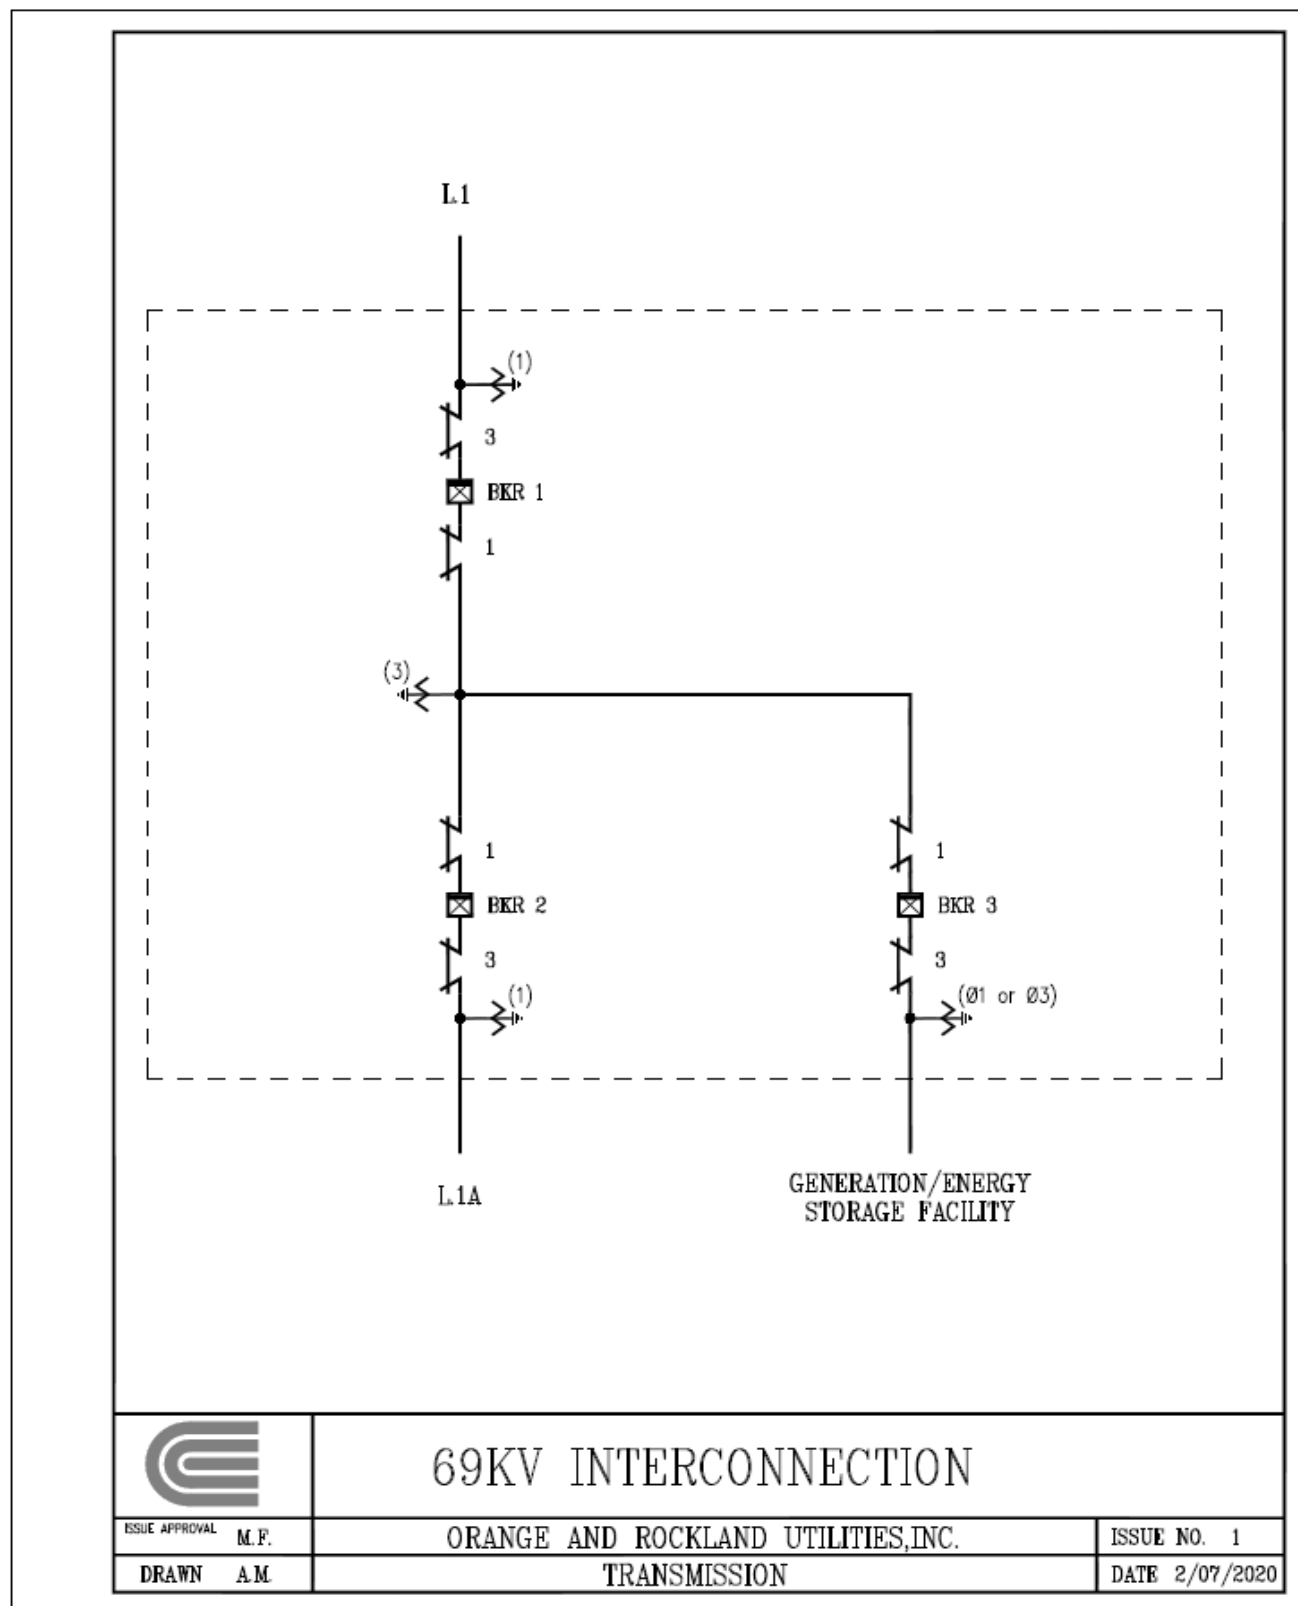 L1
(1)
3
BKR 1
1
(3)
1
1
BKR 2
BKR 3
3
3
(1)
(Ø1 or Ø3)
L1A
GENERATION/ENERGY
STORAGE FACILITY
69KV INTERCONNECTION
ISSUE APPROVAL M.F.
ORANGE AND ROCKLAND UTILITIES,INC.
ISSUE NO. 1
DRAWN A.M.
TRANSMISSION
DATE 2/07/2020